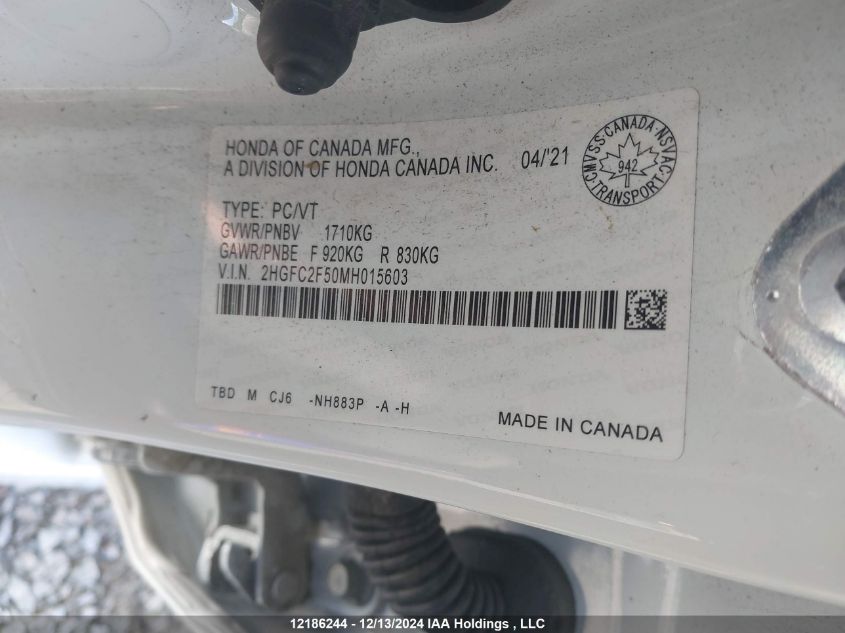 HONDA OF CANADA MFG.,
A DIVISION OF HONDA CANADA INC. 04/'21
CMVSS · CANADA · NSVAC
942
TRANSPORT
TYPE: PC/VT
GVWR/PNBV 1710KG
GAWR/PNBE F 920KG R 830KG
V.I.N. 2HGFC2F50MH015603
TBD M CJ6 -NH883P -A -H
MADE IN CANADA
12186244 - 12/13/2024 IAA Holdings , LLC